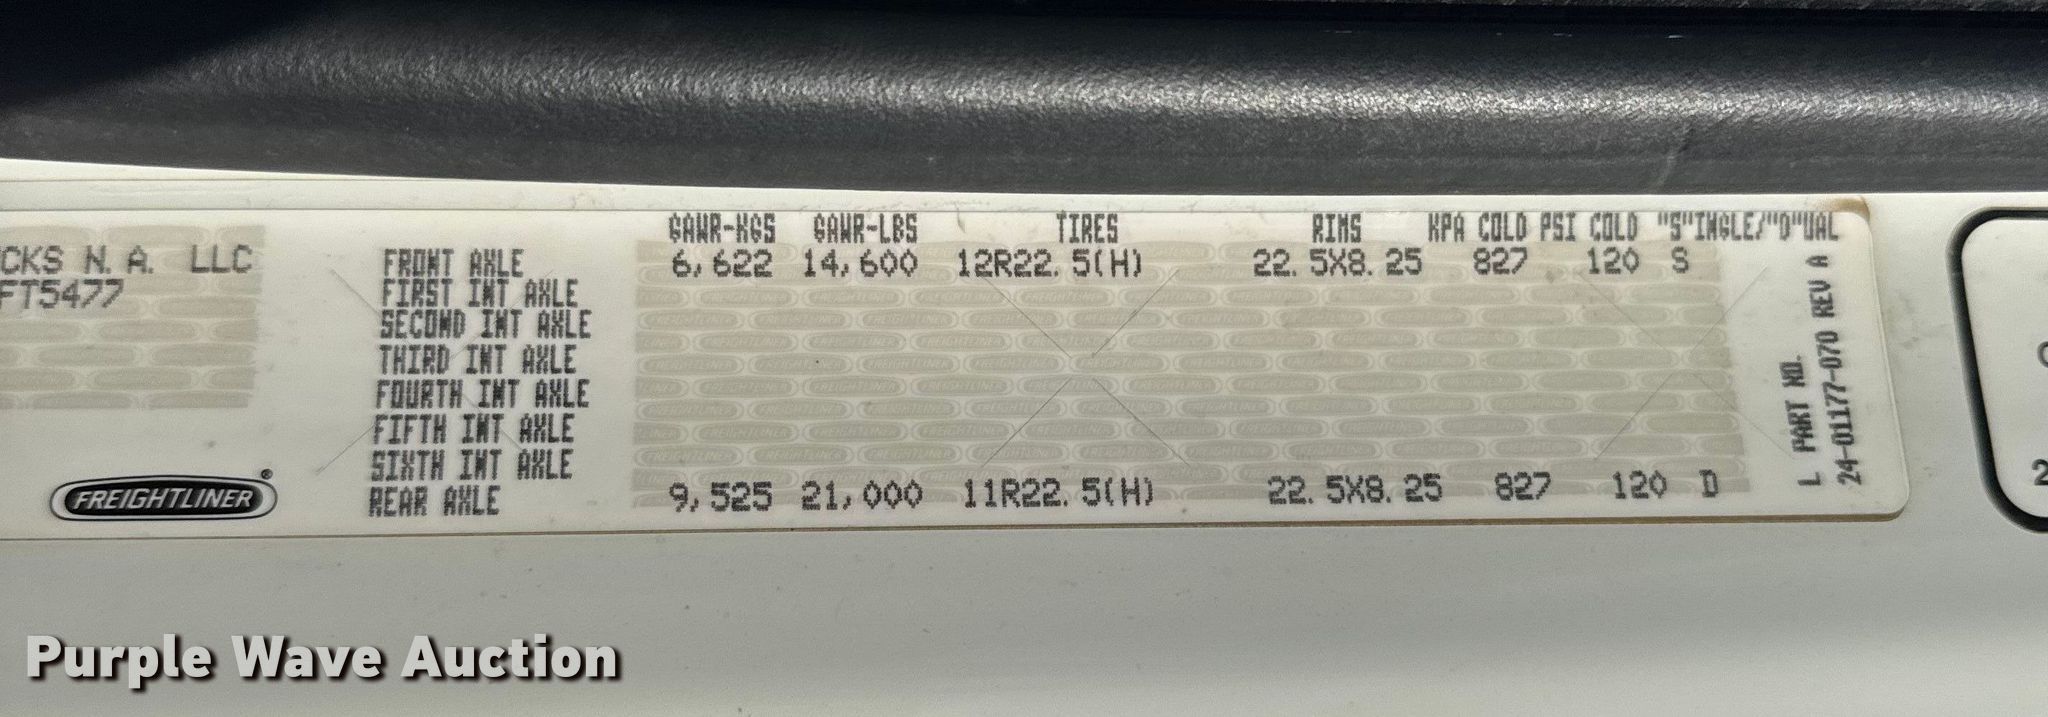 GAWR-KGS GAWR-LBS TIRES RIMS KPA COLD PSI COLD "S"INGLE/"D"UAL
CKS N. A. LLC
FT5477
FRONT AXLE 6,622 14,600 12R22.5(H) 22.5X8.25 827 120 S
FIRST INT AXLE
SECOND INT AXLE
THIRD INT AXLE
FOURTH INT AXLE
FIFTH INT AXLE
SIXTH INT AXLE
REAR AXLE 9,525 21,000 11R22.5(H) 22.5X8.25 827 120 D
L PART NO.
24-01177-070 REV A
FREIGHTLINER®
Purple Wave Auction